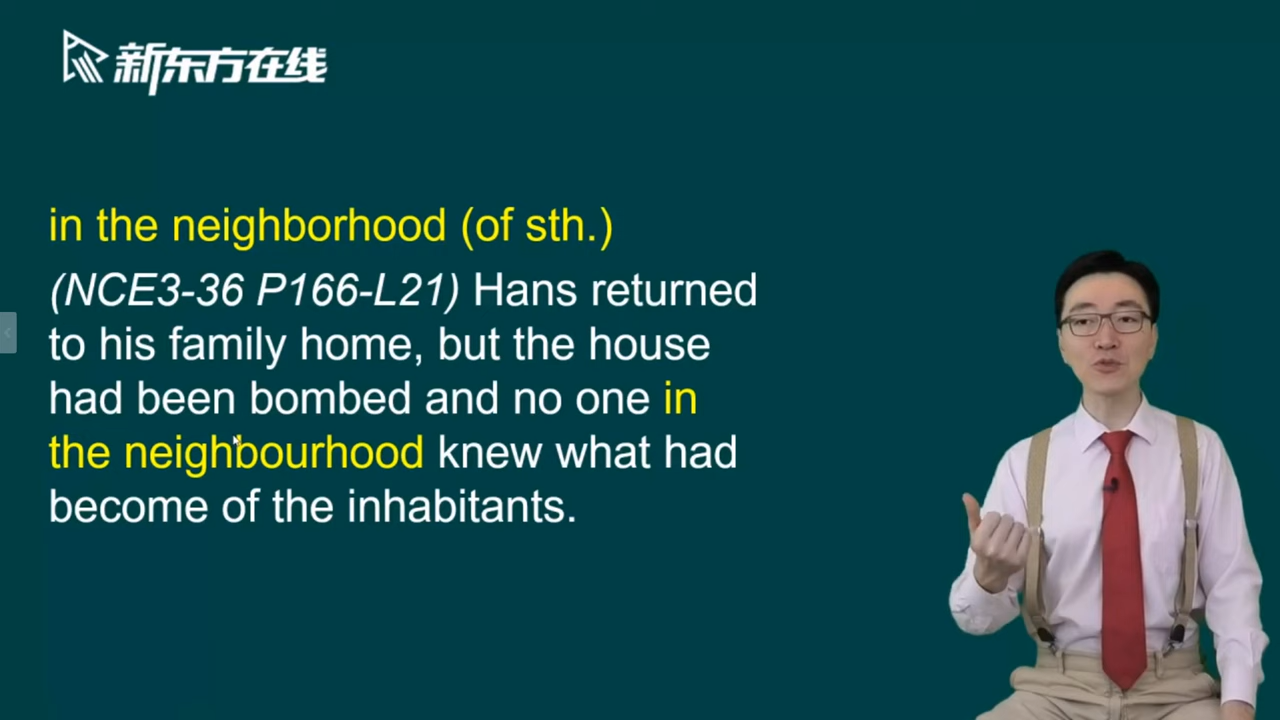 新东方在线
in the neighborhood (of sth.)
(NCE3-36 P166-L21) Hans returned
to his family home, but the house
had been bombed and no one in
the neighbourhood knew what had
become of the inhabitants.